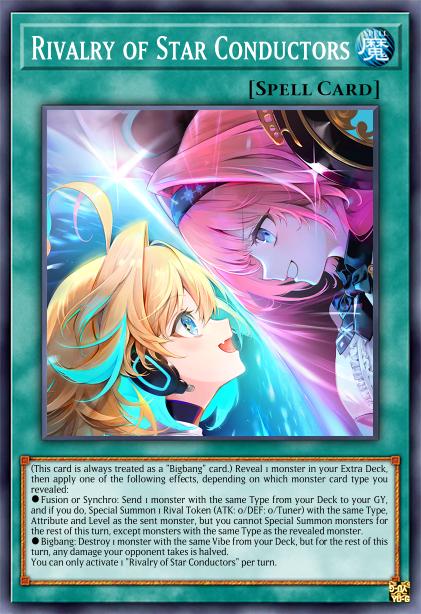 RIVALRY OF STAR CONDUCTORS
SPELL
魔
[SPELL CARD]
(This card is always treated as a "Bigbang" card.) Reveal 1 monster in your Extra Deck,
then apply one of the following effects, depending on which monster card type you
revealed:
●Fusion or Synchro: Send 1 monster with the same Type from your Deck to your GY,
and if you do, Special Summon 1 Rival Token (ATK: 0/DEF: 0/Tuner) with the same Type,
Attribute and Level as the sent monster, but you cannot Special Summon monsters for
the rest of this turn, except monsters with the same Type as the revealed monster.
●Bigbang: Destroy 1 monster with the same Vibe from your Deck, but for the rest of
this turn, any damage your opponent takes is halved.
You can only activate 1 "Rivalry of Star Conductors" per turn.